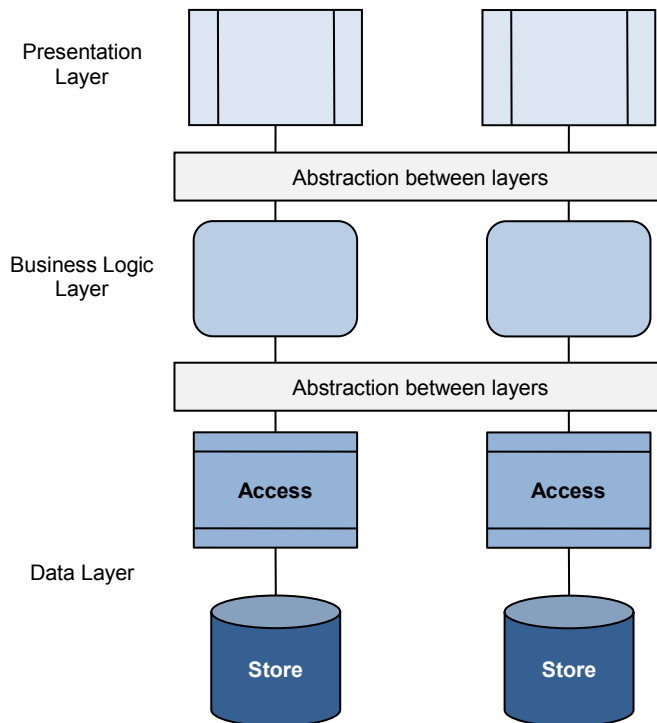 Presentation
Layer
Abstraction between layers
Business Logic
Layer
Abstraction between layers
Access
Access
Data Layer
Store
Store